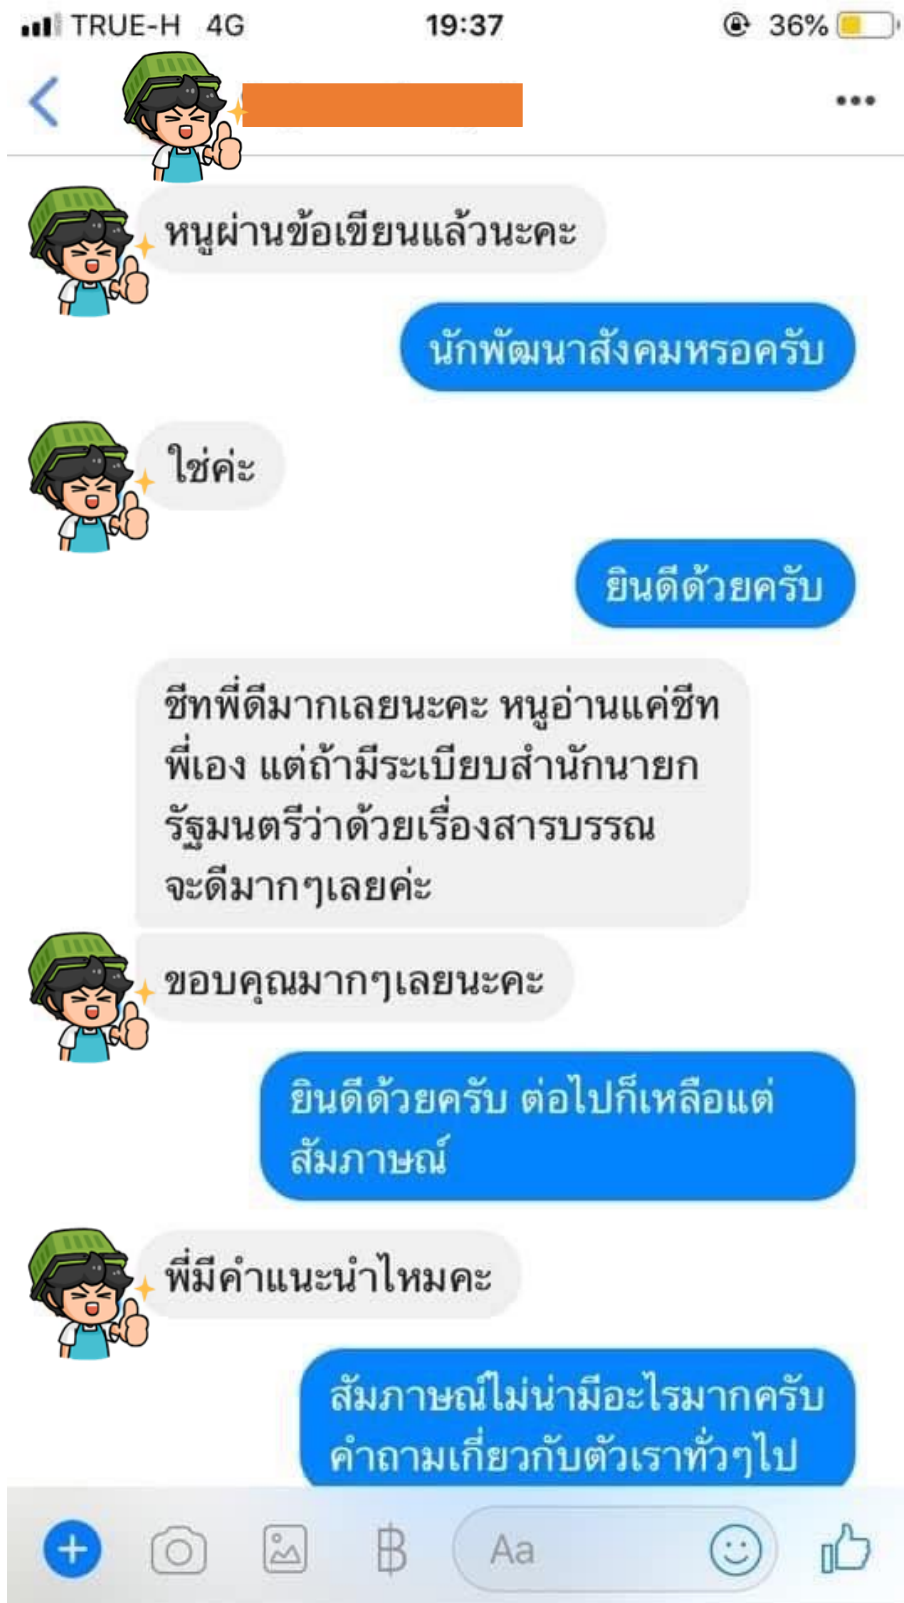 TRUE-H 4G 19:37 36%
หนูผ่านข้อเขียนแล้วนะคะ
นักพัฒนาสังคมหรอครับ
ใช่ค่ะ
ยินดีด้วยครับ
ชีทพี่ดีมากเลยนะคะ หนูอ่านแค่ชีท
พี่เอง แต่ถ้ามีระเบียบสำนักนายก
รัฐมนตรีว่าด้วยเรื่องสารบรรณ
จะดีมากๆเลยค่ะ
ขอบคุณมากๆเลยนะคะ
ยินดีด้วยครับ ต่อไปก็เหลือแต่
สัมภาษณ์
พี่มีคำแนะนำไหมคะ
สัมภาษณ์ไม่น่ามีอะไรมากครับ
คำถามเกี่ยวกับตัวเราทั่วๆไป
Aa